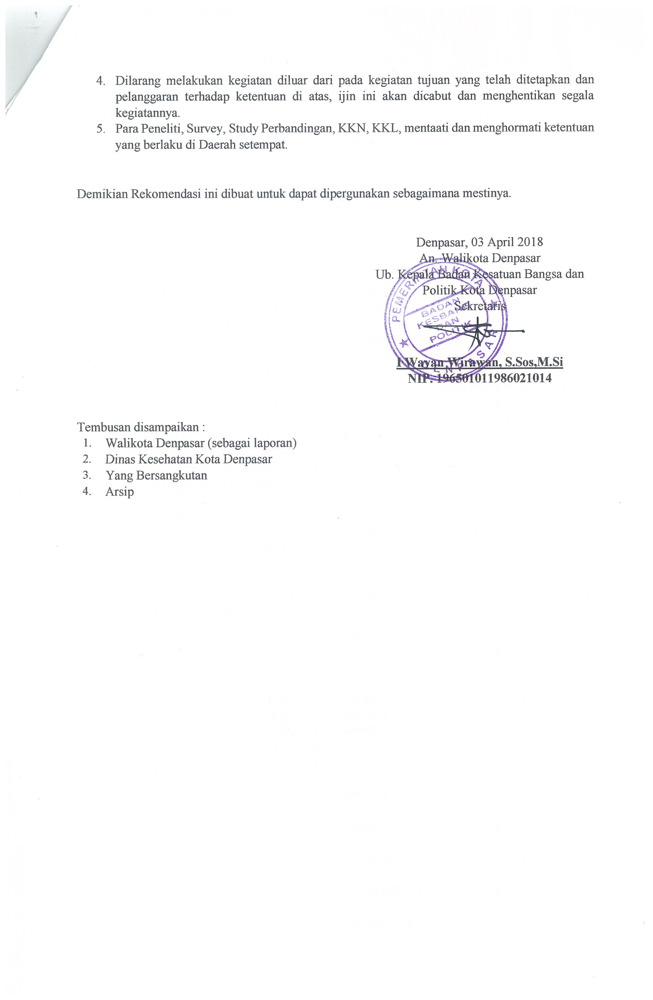 4. Dilarang melakukan kegiatan diluar dari pada kegiatan tujuan yang telah ditetapkan dan
pelanggaran terhadap ketentuan di atas, ijin ini akan dicabut dan menghentikan segala
kegiatannya.
5. Para Peneliti, Survey, Study Perbandingan, KKN, KKL, mentaati dan menghormati ketentuan
yang berlaku di Daerah setempat.
Demikian Rekomendasi ini dibuat untuk dapat dipergunakan sebagaimana mestinya.
Denpasar, 03 April 2018
An. Walikota Denpasar
Ub. Kepala Badan Kesatuan Bangsa dan
Politik Kota Denpasar
Sekretaris
PEMERINTAH KOTA
BADAN
KESBANG
DAN
POLITIK
DENPASAR
I Wayan Wirawan, S.Sos,M.Si
NIP. 196501011986021014
Tembusan disampaikan :
1. Walikota Denpasar (sebagai laporan)
2. Dinas Kesehatan Kota Denpasar
3. Yang Bersangkutan
4. Arsip